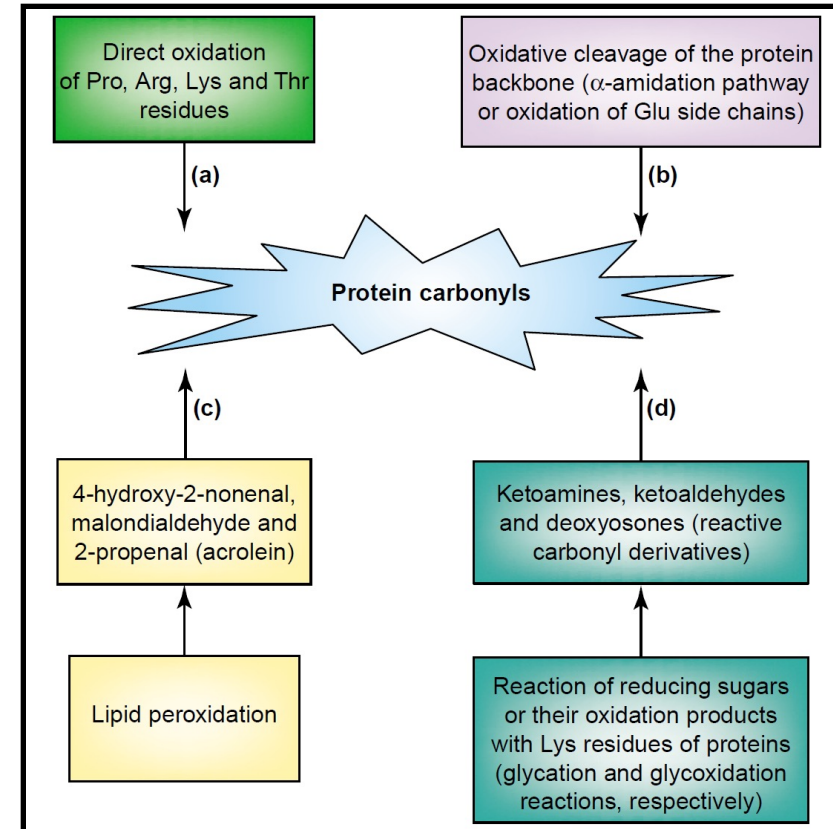 Direct oxidation
of Pro, Arg, Lys and Thr
residues
Oxidative cleavage of the protein
backbone (α-amidation pathway
or oxidation of Glu side chains)
(a)
(b)
Protein carbonyls
(c)
(d)
4-hydroxy-2-nonenal,
malondialdehyde and
2-propenal (acrolein)
Ketoamines, ketoaldehydes
and deoxyosones (reactive
carbonyl derivatives)
Lipid peroxidation
Reaction of reducing sugars
or their oxidation products
with Lys residues of proteins
(glycation and glycoxidation
reactions, respectively)